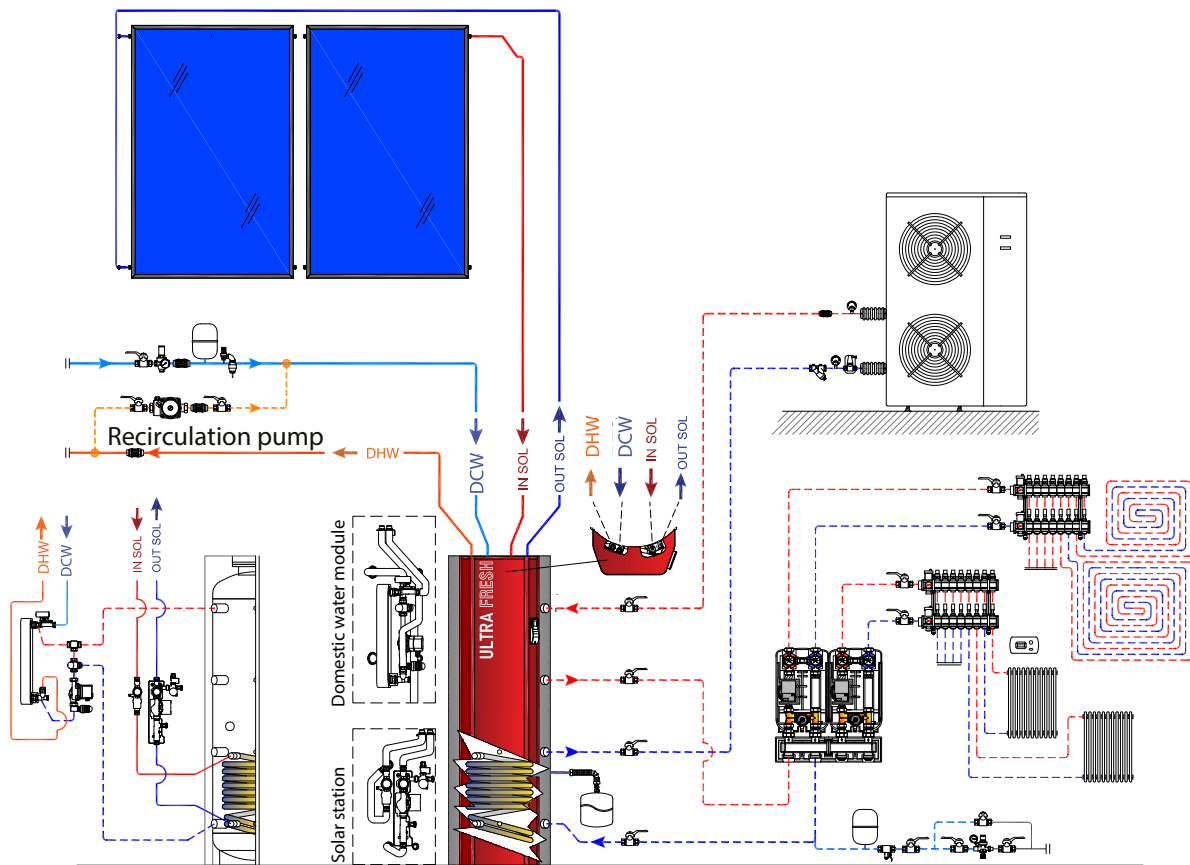 Recirculation pump
DHW
DCW
IN SOL
OUT SOL
DHW
DCW
IN SOL
OUT SOL
DHW
DCW
IN SOL
OUT SOL
Domestic water module
ULTRA FRESH
Solar station